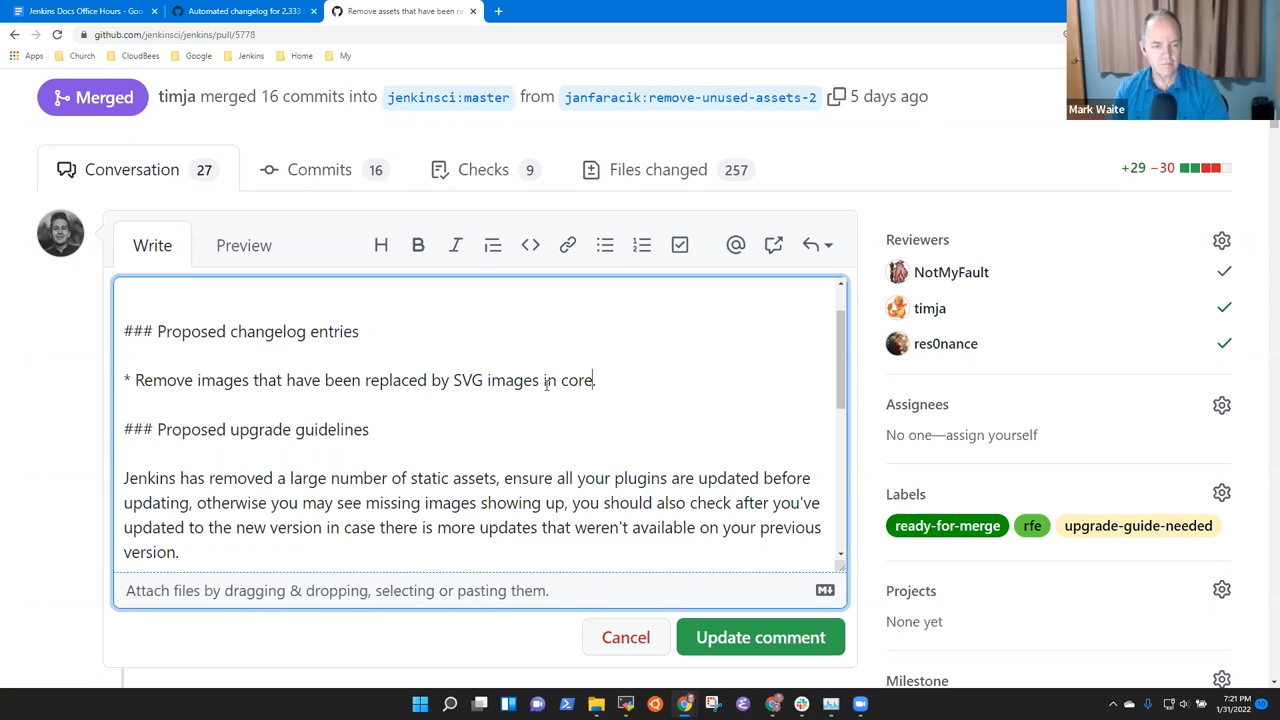 Jenkins Docs Office Hours - Goo
Automated changelog for 2.333
Remove assets that have been re
github.com/jenkinsci/jenkins/pull/5778
Apps
Church
CloudBees
Google
Jenkins
Home
My
Merged
timja merged 16 commits into jenkinsci:master from janfaracik:remove-unused-assets-2 5 days ago
Mark Waite
Conversation 27
Commits 16
Checks 9
Files changed 257
+29 −30
Write
Preview
### Proposed changelog entries
* Remove images that have been replaced by SVG images in core.
### Proposed upgrade guidelines
Jenkins has removed a large number of static assets, ensure all your plugins are updated before
updating, otherwise you may see missing images showing up, you should also check after you've
updated to the new version in case there is more updates that weren't available on your previous
version.
Attach files by dragging & dropping, selecting or pasting them.
Cancel
Update comment
Reviewers
NotMyFault
timja
res0nance
Assignees
No one—assign yourself
Labels
ready-for-merge
rfe
upgrade-guide-needed
Projects
None yet
Milestone
7:21 PM
1/31/2022